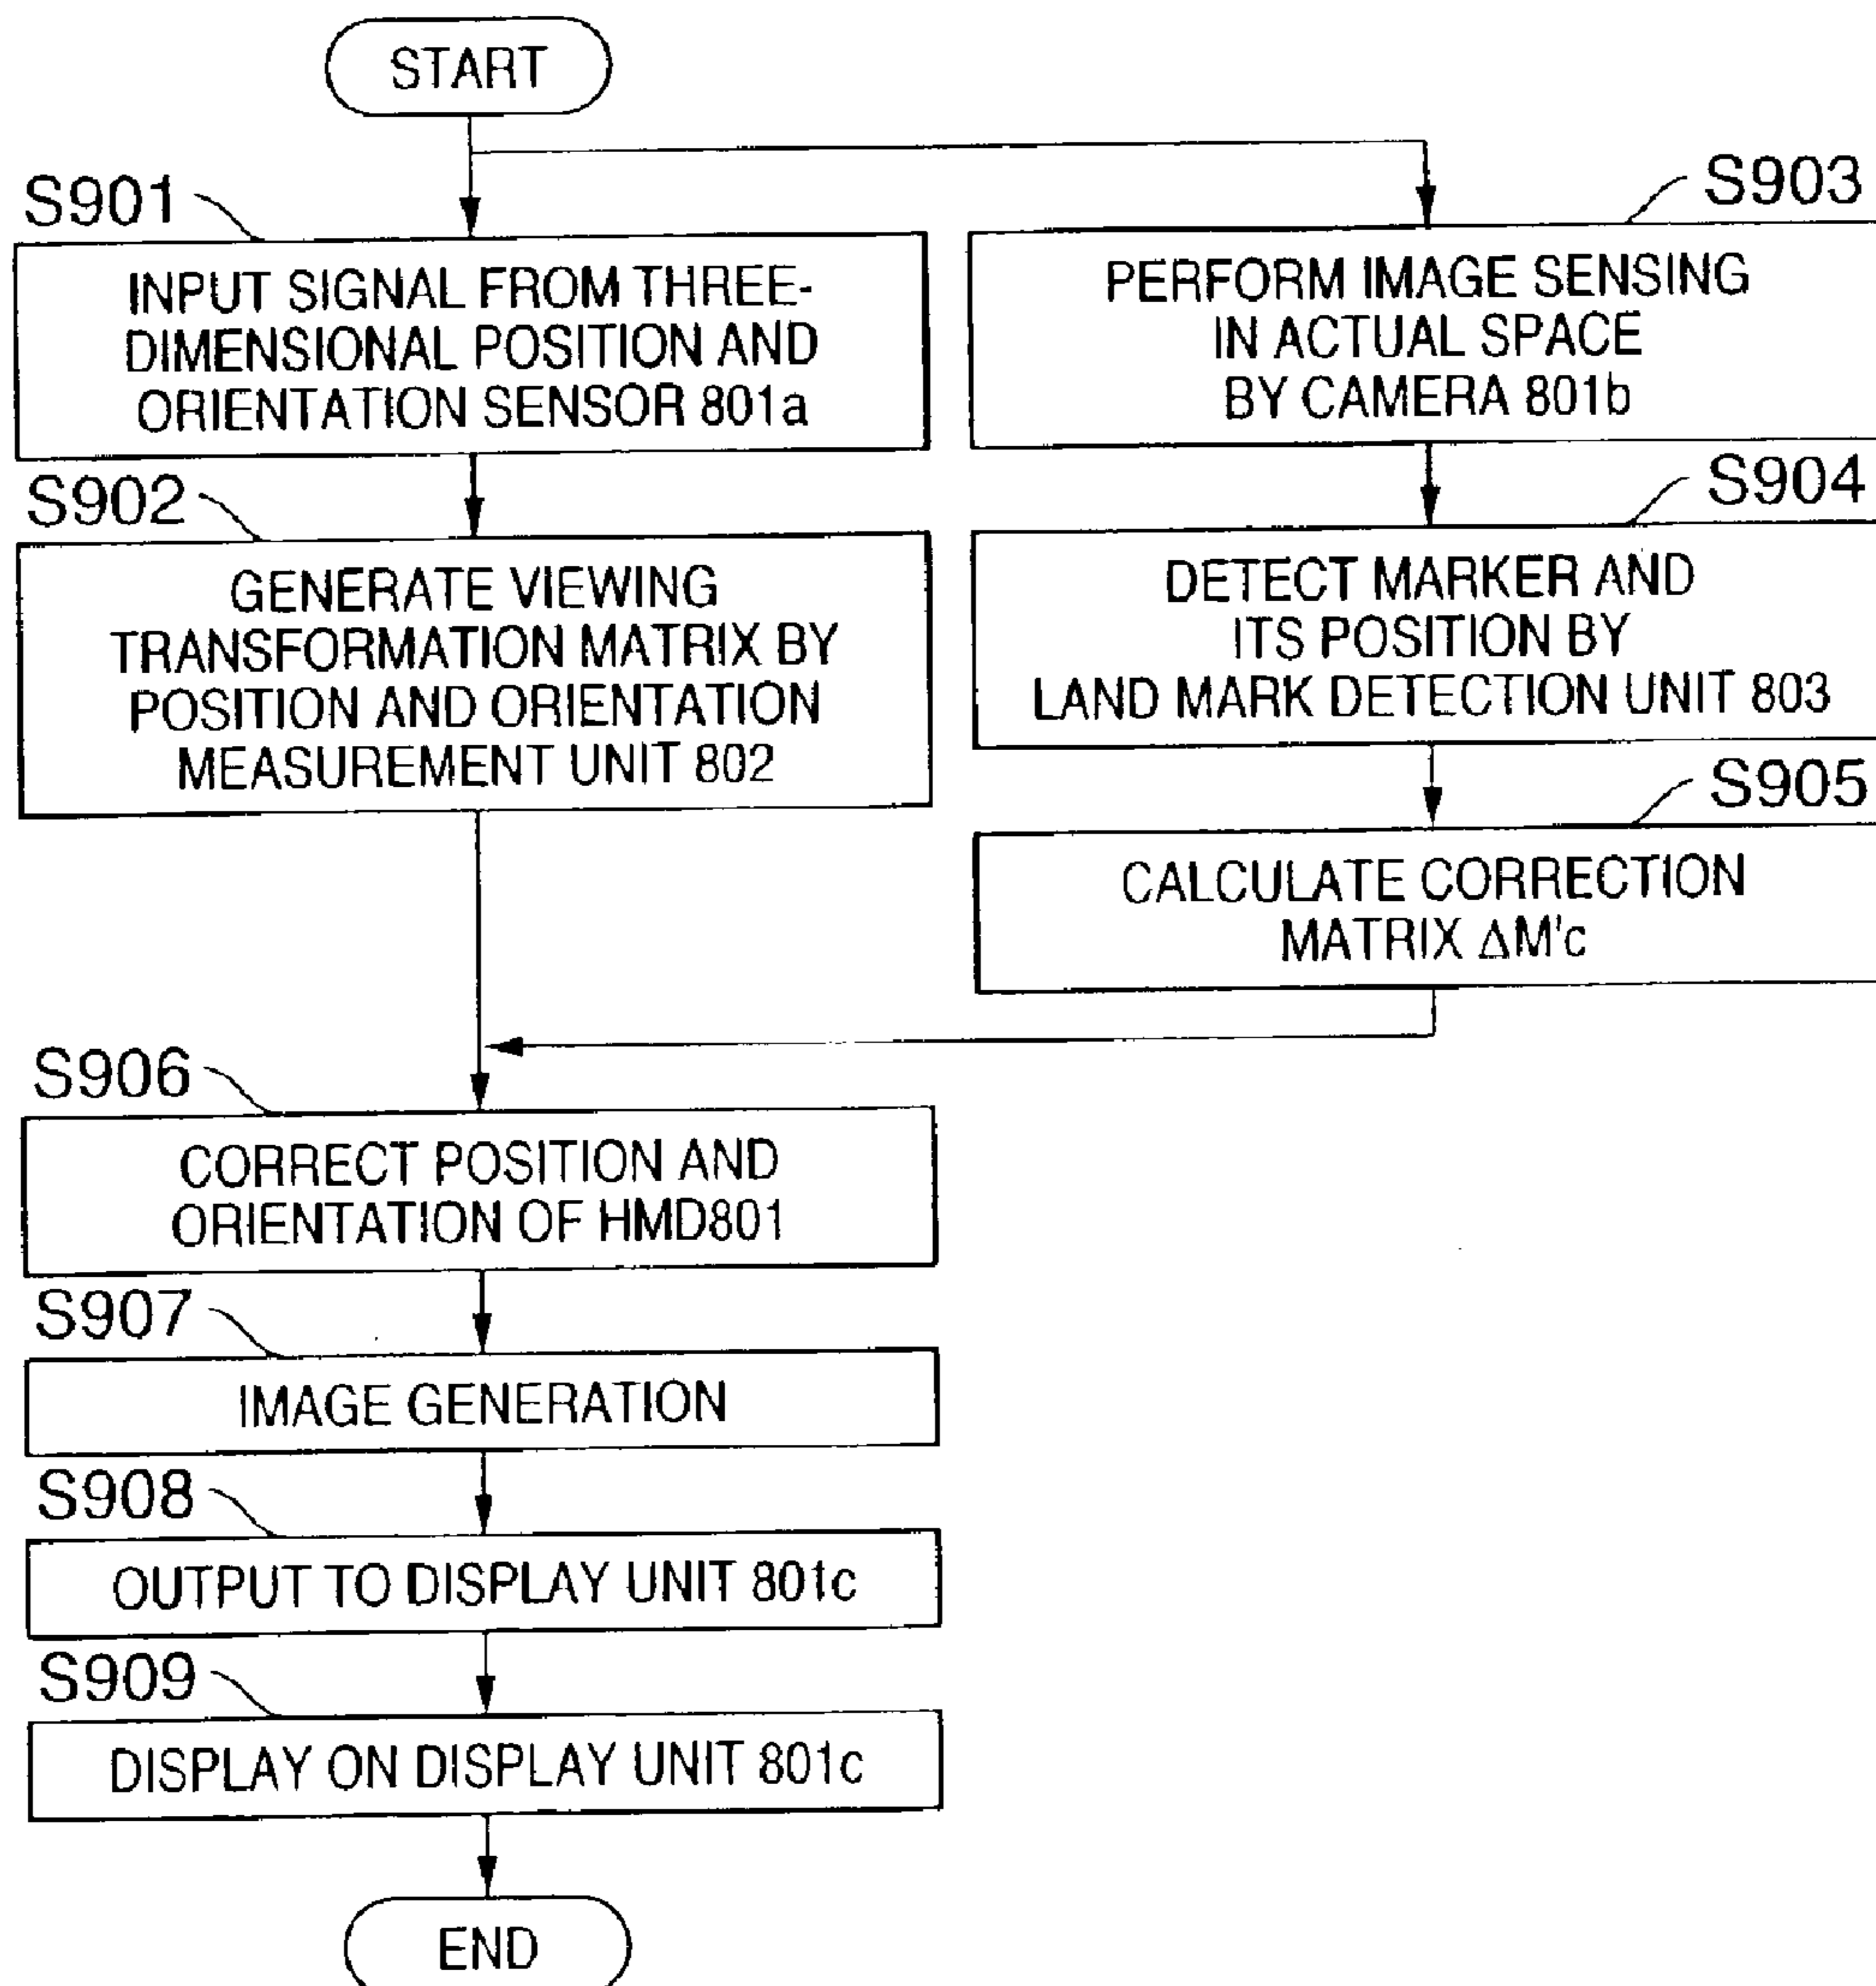 START
S901
INPUT SIGNAL FROM THREE-
DIMENSIONAL POSITION AND
ORIENTATION SENSOR 801a
S902
GENERATE VIEWING
TRANSFORMATION MATRIX BY
POSITION AND ORIENTATION
MEASUREMENT UNIT 802
S903
PERFORM IMAGE SENSING
IN ACTUAL SPACE
BY CAMERA 801b
S904
DETECT MARKER AND
ITS POSITION BY
LAND MARK DETECTION UNIT 803
S905
CALCULATE CORRECTION
MATRIX ΔM'c
S906
CORRECT POSITION AND
ORIENTATION OF HMD801
S907
IMAGE GENERATION
S908
OUTPUT TO DISPLAY UNIT 801c
S909
DISPLAY ON DISPLAY UNIT 801c
END